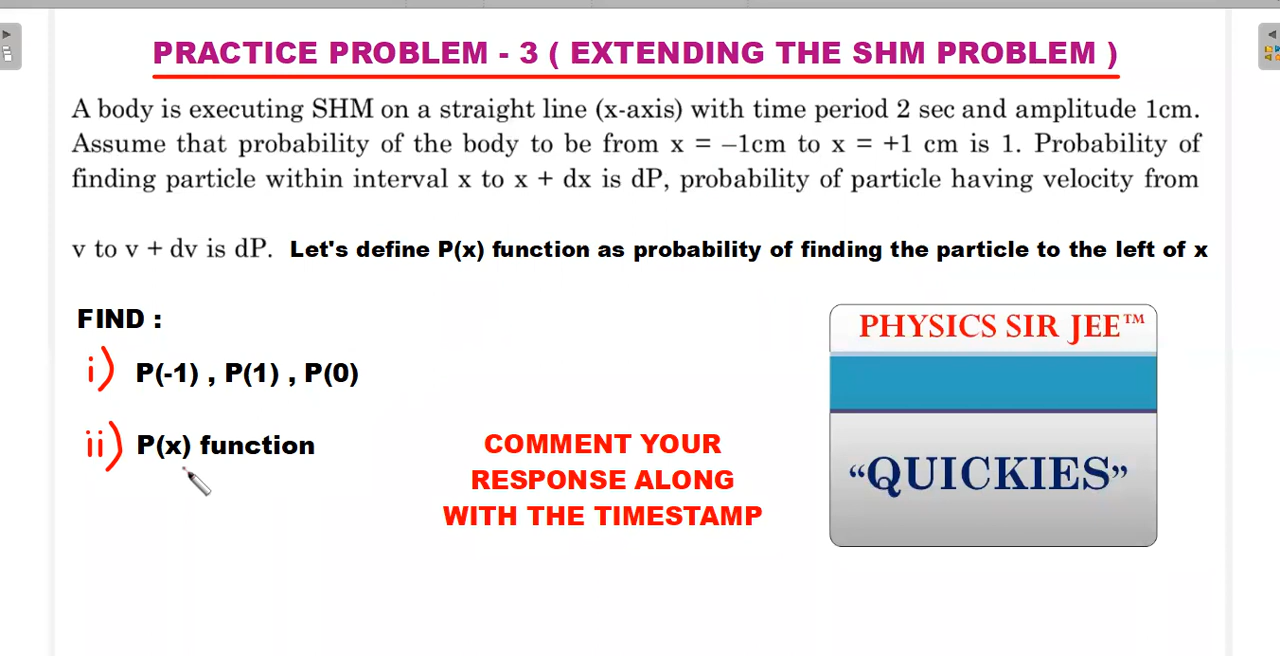 PRACTICE PROBLEM - 3 ( EXTENDING THE SHM PROBLEM )
A body is executing SHM on a straight line (x-axis) with time period 2 sec and amplitude 1cm.
Assume that probability of the body to be from x = –1cm to x = +1 cm is 1. Probability of
finding particle within interval x to x + dx is dP, probability of particle having velocity from
v to v + dv is dP. Let's define P(x) function as probability of finding the particle to the left of x
FIND :
i) P(-1) , P(1) , P(0)
ii) P(x) function
COMMENT YOUR
RESPONSE ALONG
WITH THE TIMESTAMP
PHYSICS SIR JEE™
“QUICKIES”